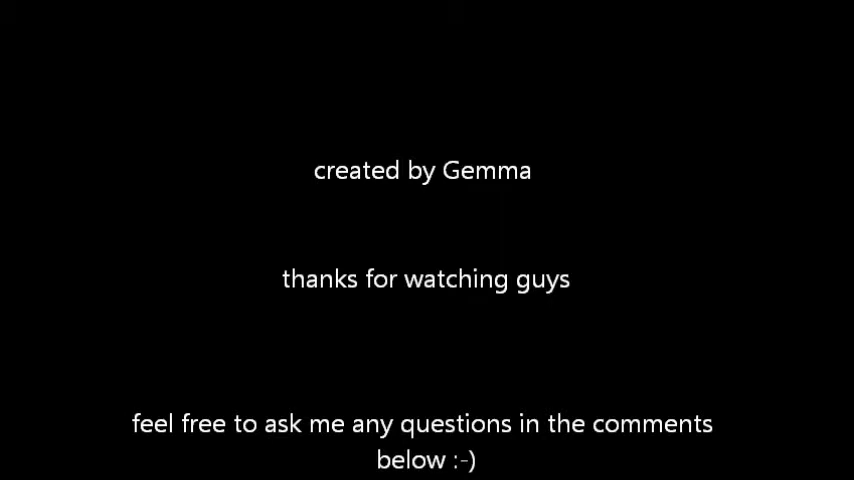 created by Gemma
thanks for watching guys
feel free to ask me any questions in the comments
below :-)